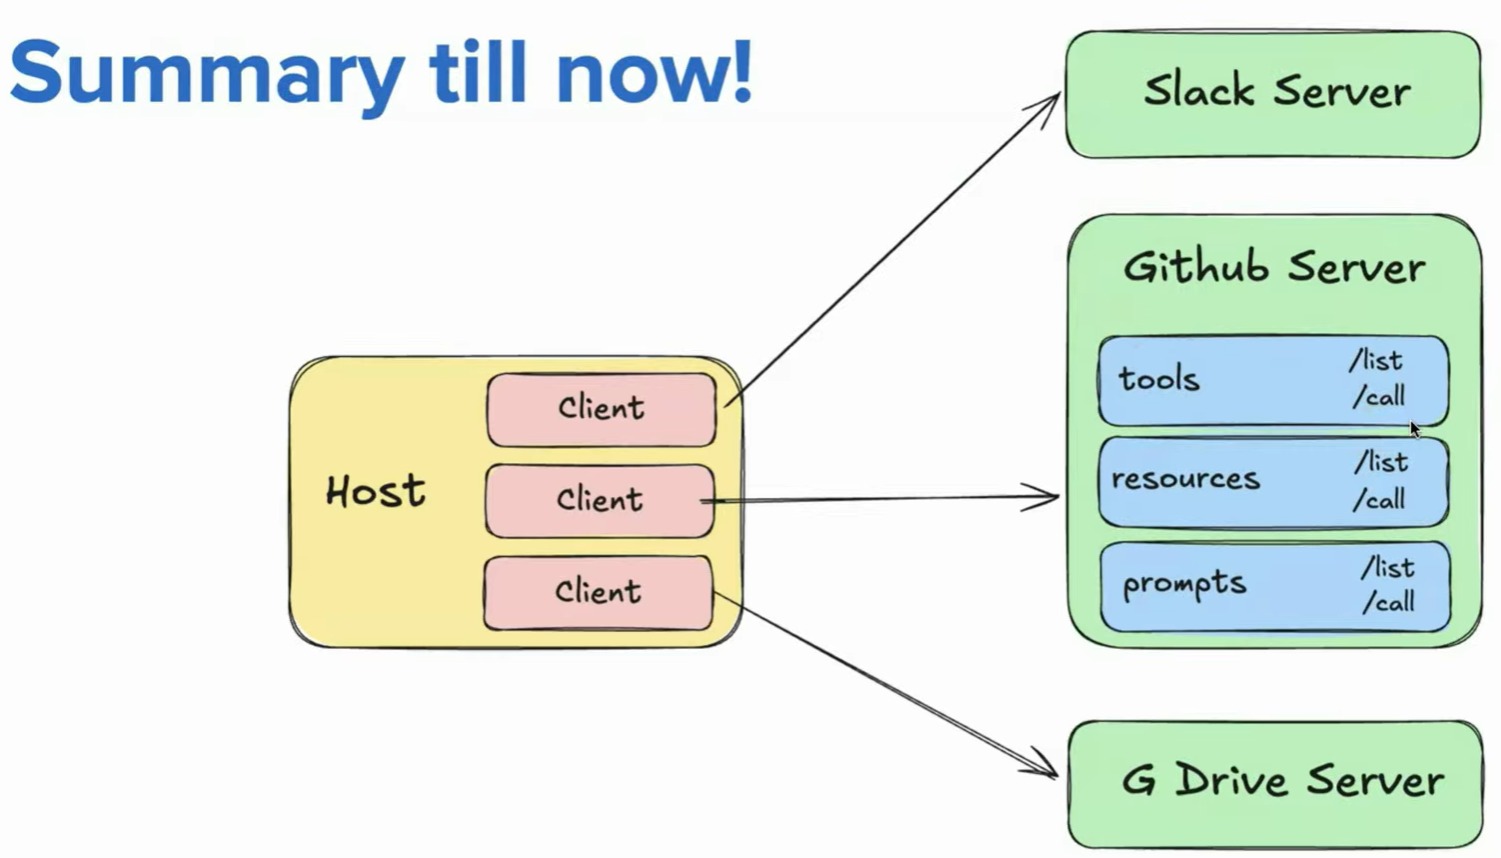 Summary till now!
Slack Server
Github Server
tools
/list
/call
resources
/list
/call
prompts
/list
/call
Host
Client
Client
Client
G Drive Server